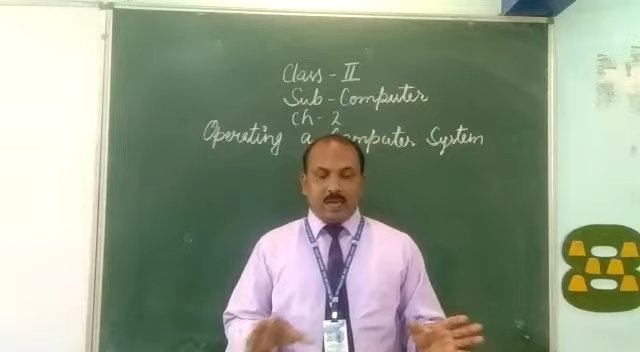 Class - II
Sub - Computer
Ch - 2
Operating a Computer System